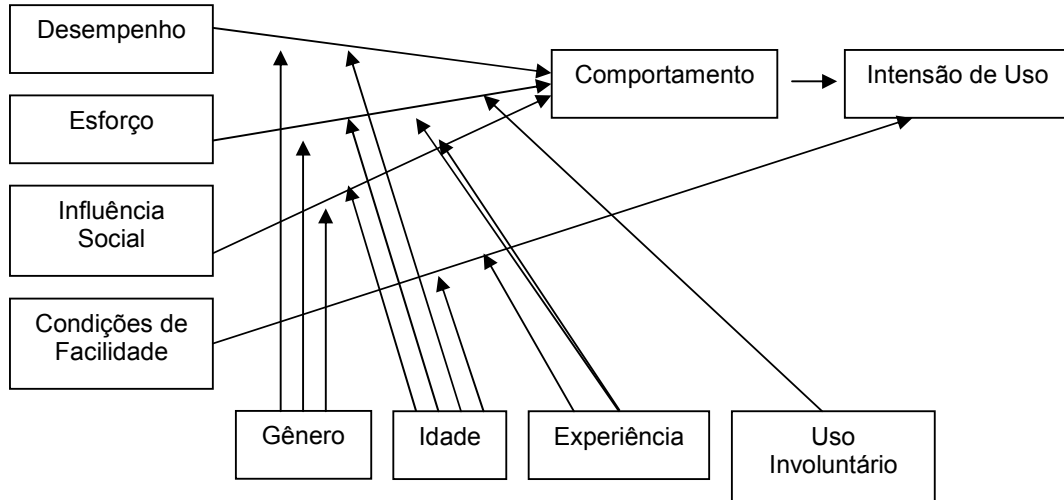 Desempenho
Comportamento
Intensão de Uso
Esforço
Influência
Social
Condições de
Facilidade
Gênero
Idade
Experiência
Uso
Involuntário